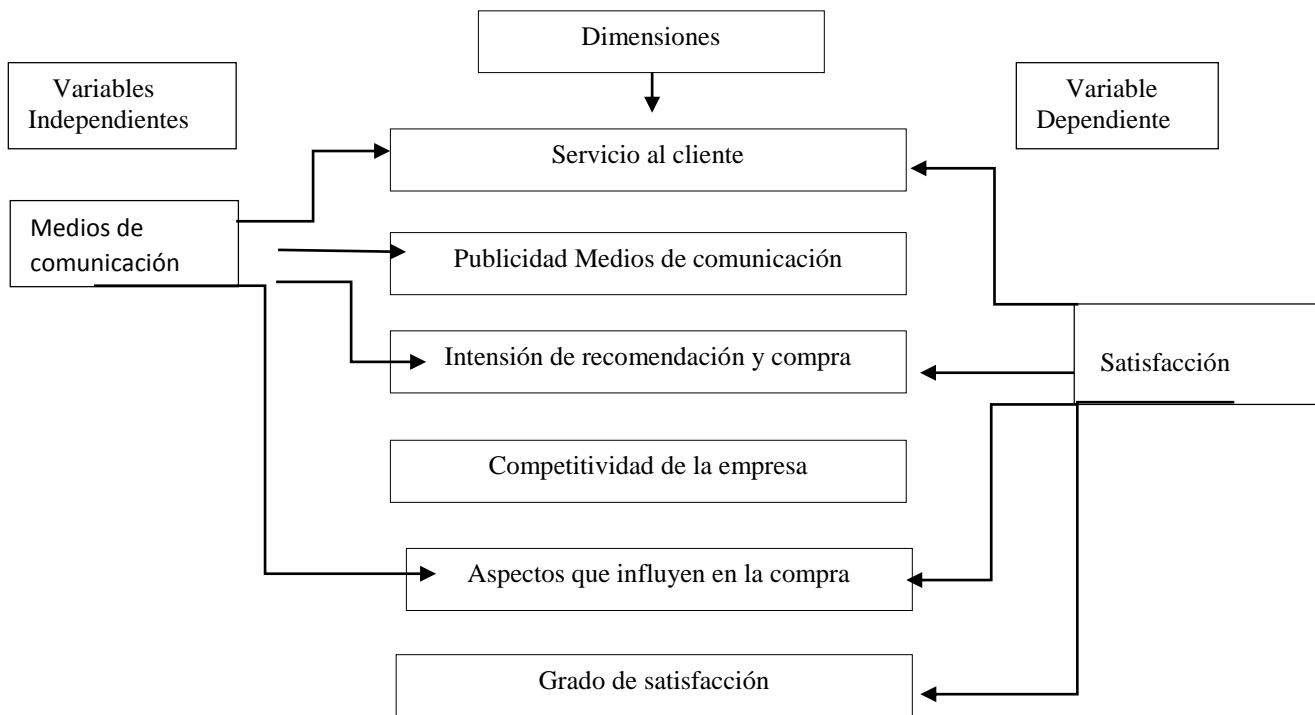 Dimensiones
Variables
Independientes
Variable
Dependiente
Servicio al cliente
Medios de
comunicación
Publicidad Medios de comunicación
Intensión de recomendación y compra
Satisfacción
Competitividad de la empresa
Aspectos que influyen en la compra
Grado de satisfacción